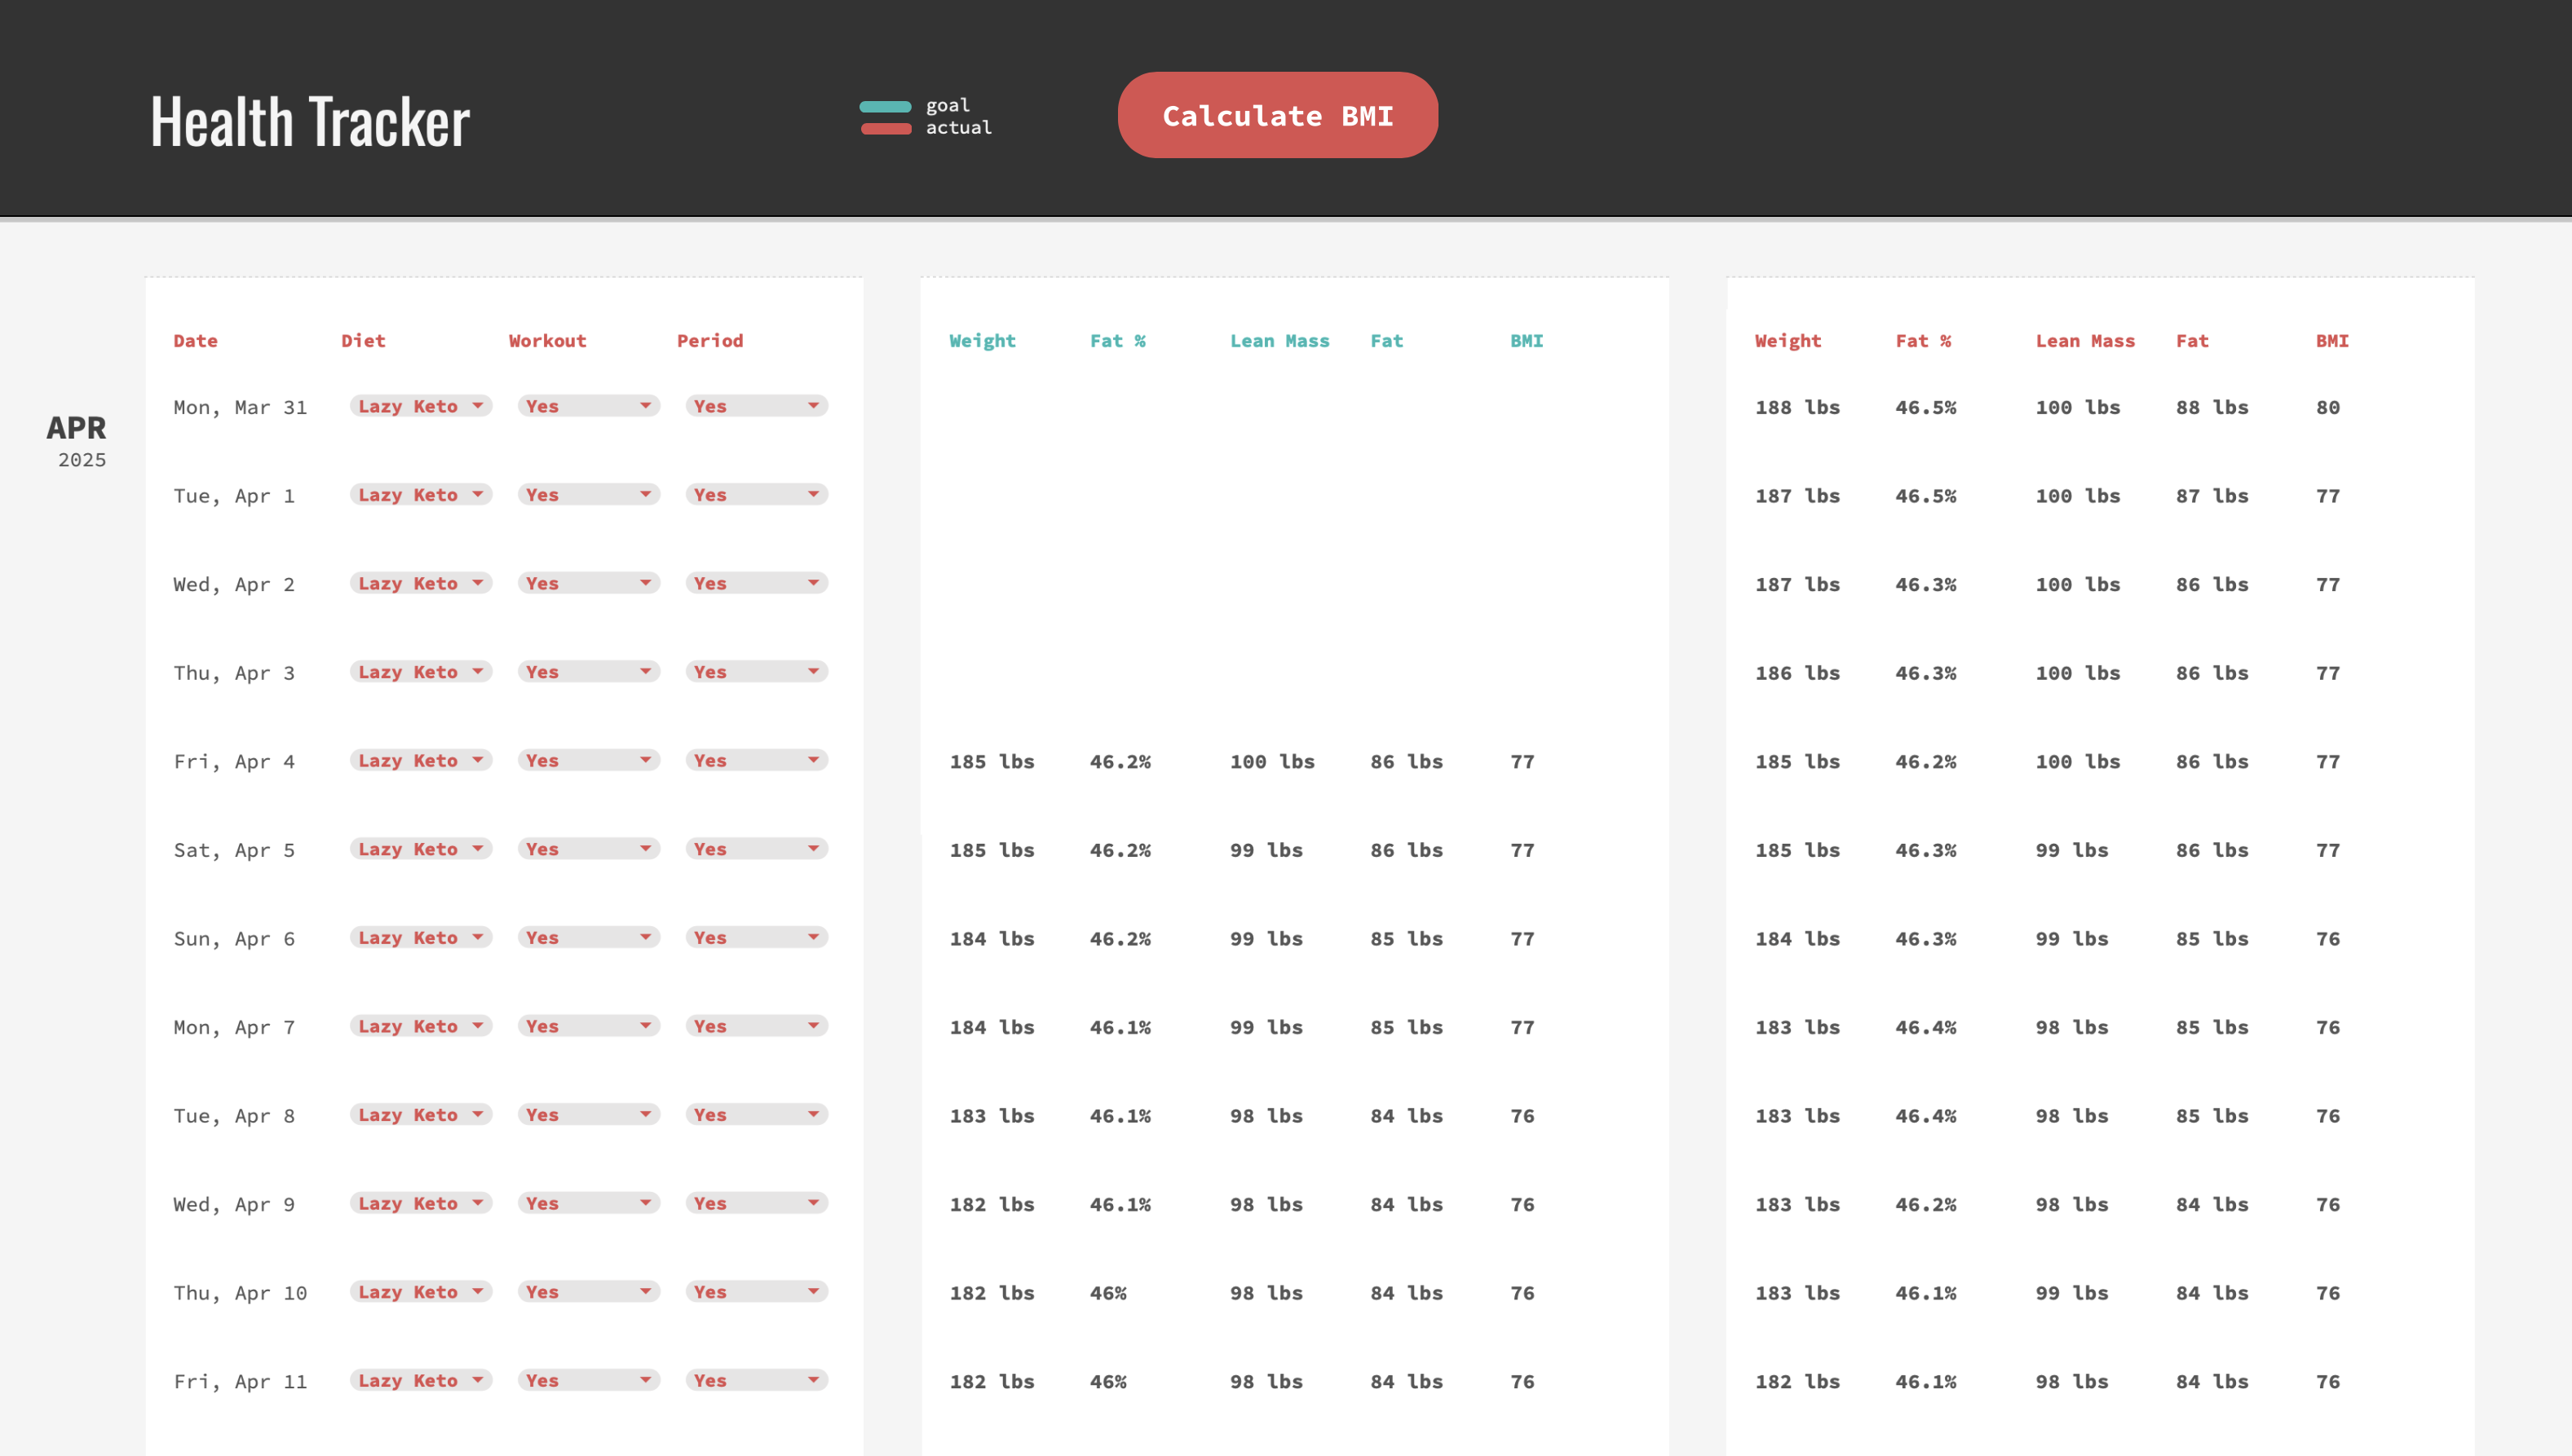 Health Tracker
goal
actual
Calculate BMI
APR
2025
Date Diet Workout Period Weight Fat % Lean Mass Fat BMI Weight Fat % Lean Mass Fat BMI
Mon, Mar 31 Lazy Keto Yes Yes 188 lbs 46.5% 100 lbs 88 lbs 80
Tue, Apr 1 Lazy Keto Yes Yes 187 lbs 46.5% 100 lbs 87 lbs 77
Wed, Apr 2 Lazy Keto Yes Yes 187 lbs 46.3% 100 lbs 86 lbs 77
Thu, Apr 3 Lazy Keto Yes Yes 186 lbs 46.3% 100 lbs 86 lbs 77
Fri, Apr 4 Lazy Keto Yes Yes 185 lbs 46.2% 100 lbs 86 lbs 77 185 lbs 46.2% 100 lbs 86 lbs 77
Sat, Apr 5 Lazy Keto Yes Yes 185 lbs 46.2% 99 lbs 86 lbs 77 185 lbs 46.3% 99 lbs 86 lbs 77
Sun, Apr 6 Lazy Keto Yes Yes 184 lbs 46.2% 99 lbs 85 lbs 77 184 lbs 46.3% 99 lbs 85 lbs 76
Mon, Apr 7 Lazy Keto Yes Yes 184 lbs 46.1% 99 lbs 85 lbs 77 183 lbs 46.4% 98 lbs 85 lbs 76
Tue, Apr 8 Lazy Keto Yes Yes 183 lbs 46.1% 98 lbs 84 lbs 76 183 lbs 46.4% 98 lbs 85 lbs 76
Wed, Apr 9 Lazy Keto Yes Yes 182 lbs 46.1% 98 lbs 84 lbs 76 183 lbs 46.2% 98 lbs 84 lbs 76
Thu, Apr 10 Lazy Keto Yes Yes 182 lbs 46% 98 lbs 84 lbs 76 183 lbs 46.1% 99 lbs 84 lbs 76
Fri, Apr 11 Lazy Keto Yes Yes 182 lbs 46% 98 lbs 84 lbs 76 182 lbs 46.1% 98 lbs 84 lbs 76